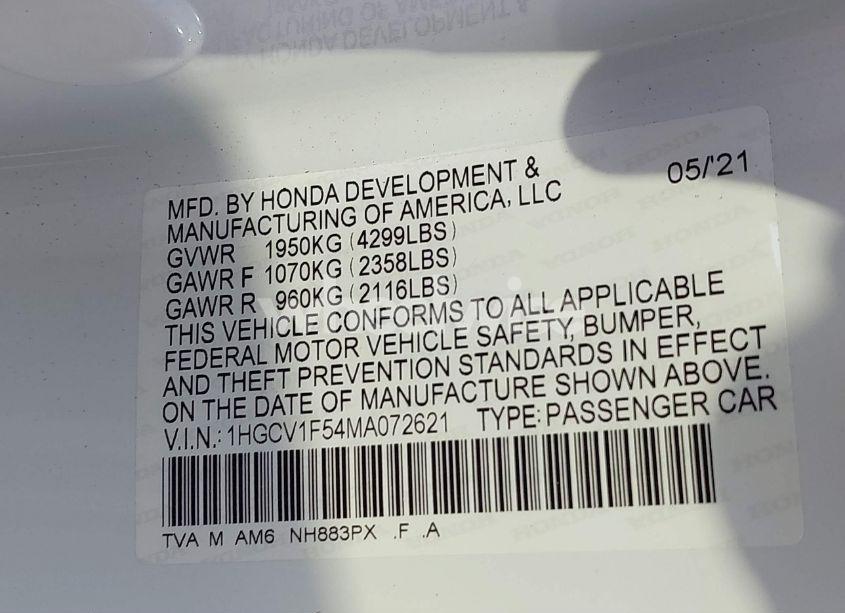 MFD. BY HONDA DEVELOPMENT & 05/'21
MANUFACTURING OF AMERICA, LLC
GVWR 1950KG (4299LBS)
GAWR F 1070KG (2358LBS)
GAWR R 960KG (2116LBS)
THIS VEHICLE CONFORMS TO ALL APPLICABLE
FEDERAL MOTOR VEHICLE SAFETY, BUMPER,
AND THEFT PREVENTION STANDARDS IN EFFECT
ON THE DATE OF MANUFACTURE SHOWN ABOVE.
V.I.N.: 1HGCV1F54MA072621 TYPE: PASSENGER CAR
TVA M AM6 NH883PX .F .A